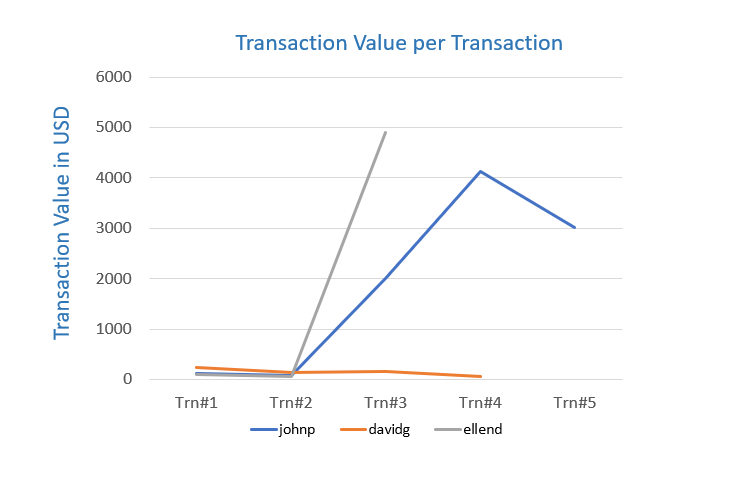 Transaction Value per Transaction
Transaction Value in USD
6000
5000
4000
3000
2000
1000
0
Trn#1 Trn#2 Trn#3 Trn#4 Trn#5
johnp davidg ellend